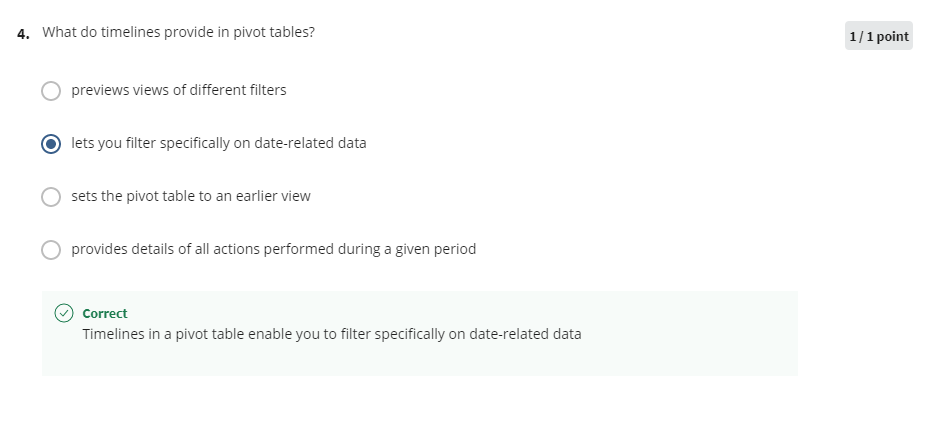 4. What do timelines provide in pivot tables?
1 / 1 point
previews views of different filters
lets you filter specifically on date-related data
sets the pivot table to an earlier view
provides details of all actions performed during a given period
Correct
Timelines in a pivot table enable you to filter specifically on date-related data